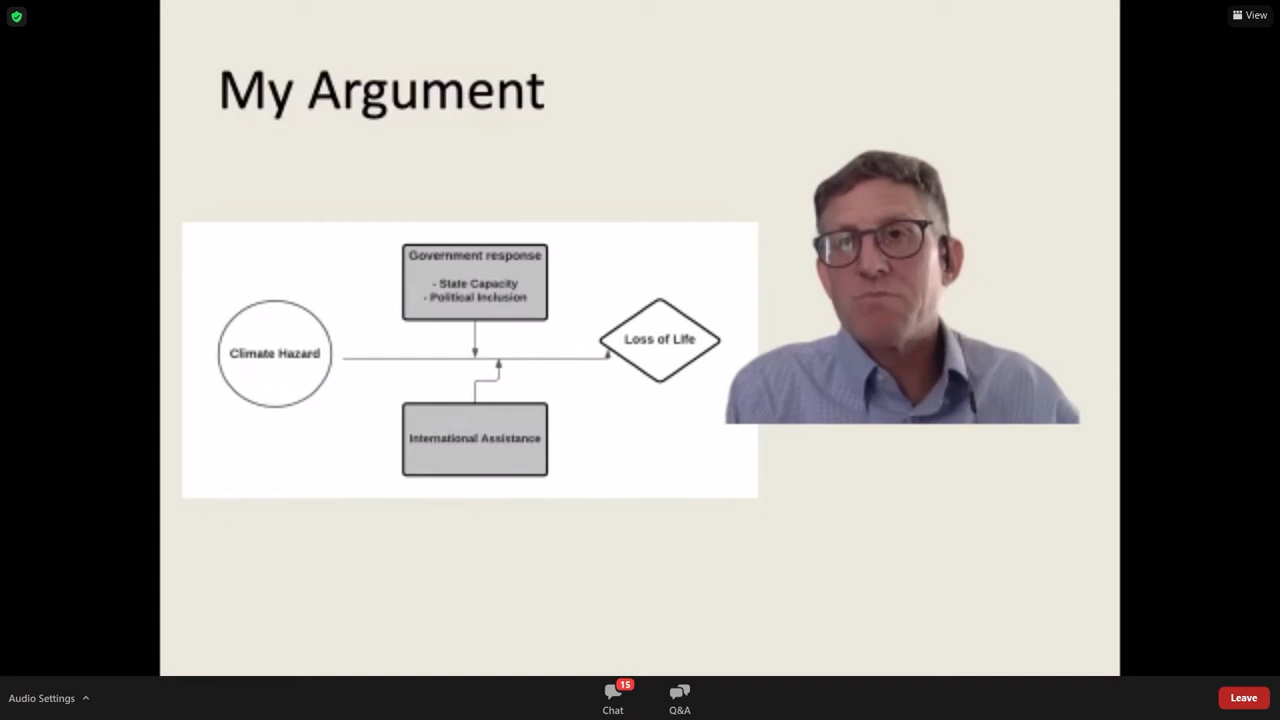 View
My Argument
Government response
- State Capacity
- Political Inclusion
Climate Hazard
Loss of Life
International Assistance
Audio Settings
15
Chat
Q&A
Leave